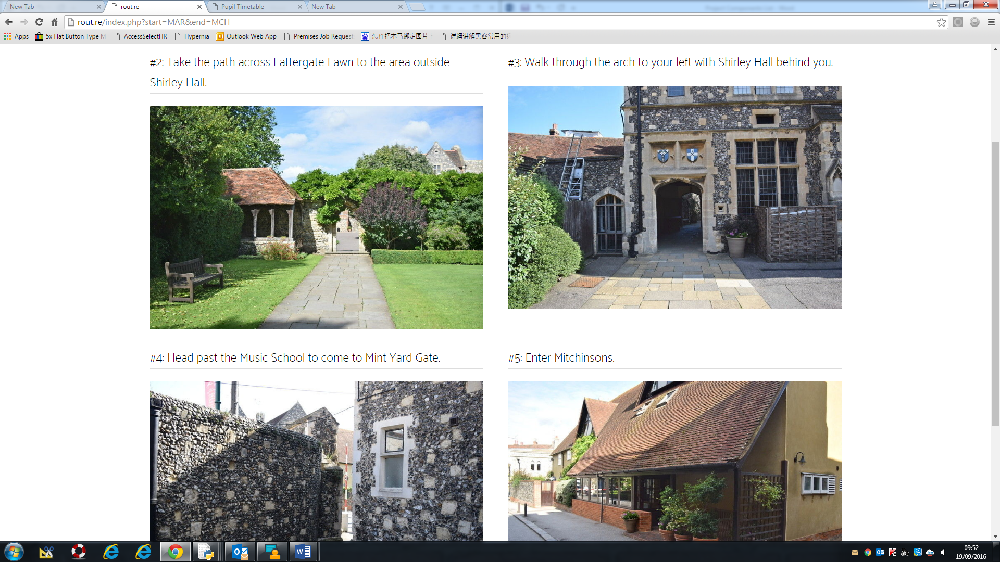 New Tab
rout.re
Pupil Timetable
New Tab
rout.re/index.php?start=MAR&end=MCH
Apps
5x Flat Button Type M
AccessSelectHR
Hypernia
Outlook Web App
Premises Job Request
怎样把木马绑定图片上
详细讲解黑客常用的
#2: Take the path across Lattergate Lawn to the area outside
Shirley Hall.
#3: Walk through the arch to your left with Shirley Hall behind you.
#4: Head past the Music School to come to Mint Yard Gate.
#5: Enter Mitchinsons.
09:52
19/09/2016